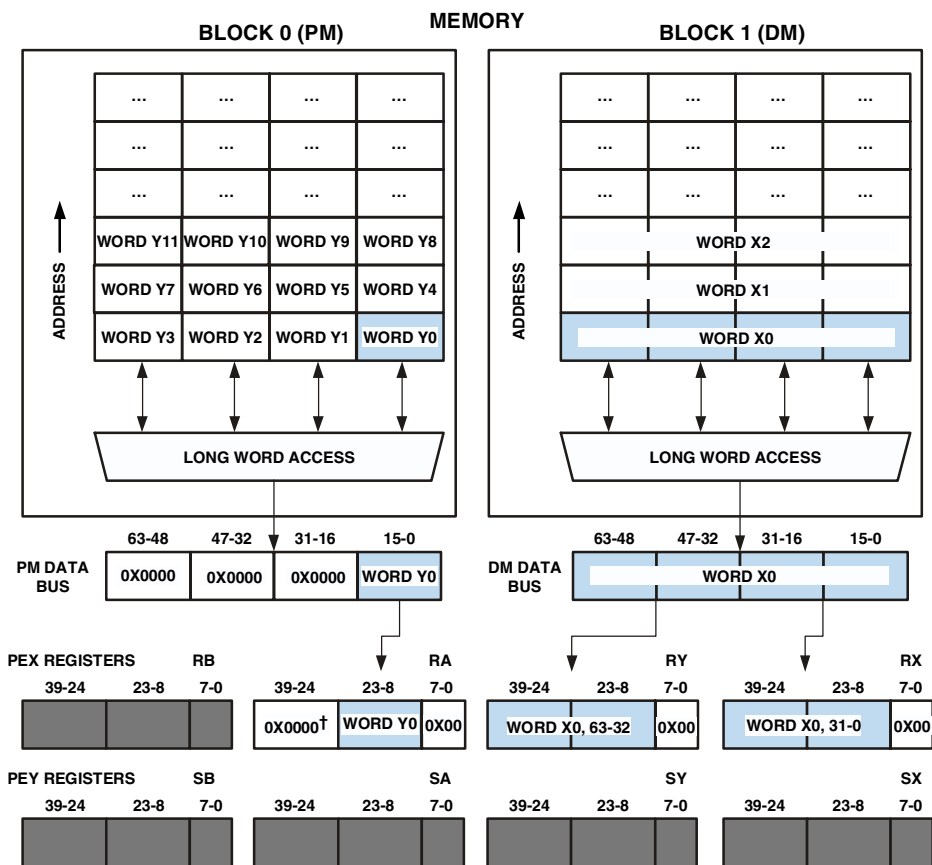 MEMORY
BLOCK 0 (PM) BLOCK 1 (DM)
... ... ... ... ... ... ... ...
... ... ... ... ... ... ... ...
... ... ... ... ... ... ... ...
WORD Y11 WORD Y10 WORD Y9 WORD Y8 WORD X2
WORD Y7 WORD Y6 WORD Y5 WORD Y4 WORD X1
WORD Y3 WORD Y2 WORD Y1 WORD Y0 WORD X0
ADDRESS ADDRESS
LONG WORD ACCESS LONG WORD ACCESS
63-48 47-32 31-16 15-0 63-48 47-32 31-16 15-0
PM DATA BUS 0X0000 0X0000 0X0000 WORD Y0 DM DATA BUS WORD X0
PEX REGISTERS RB RA RY RX
39-24 23-8 7-0 39-24 23-8 7-0 39-24 23-8 7-0 39-24 23-8 7-0
0X0000† WORD Y0 0X00 WORD X0, 63-32 0X00 WORD X0, 31-0 0X00
PEY REGISTERS SB SA SY SX
39-24 23-8 7-0 39-24 23-8 7-0 39-24 23-8 7-0 39-24 23-8 7-0